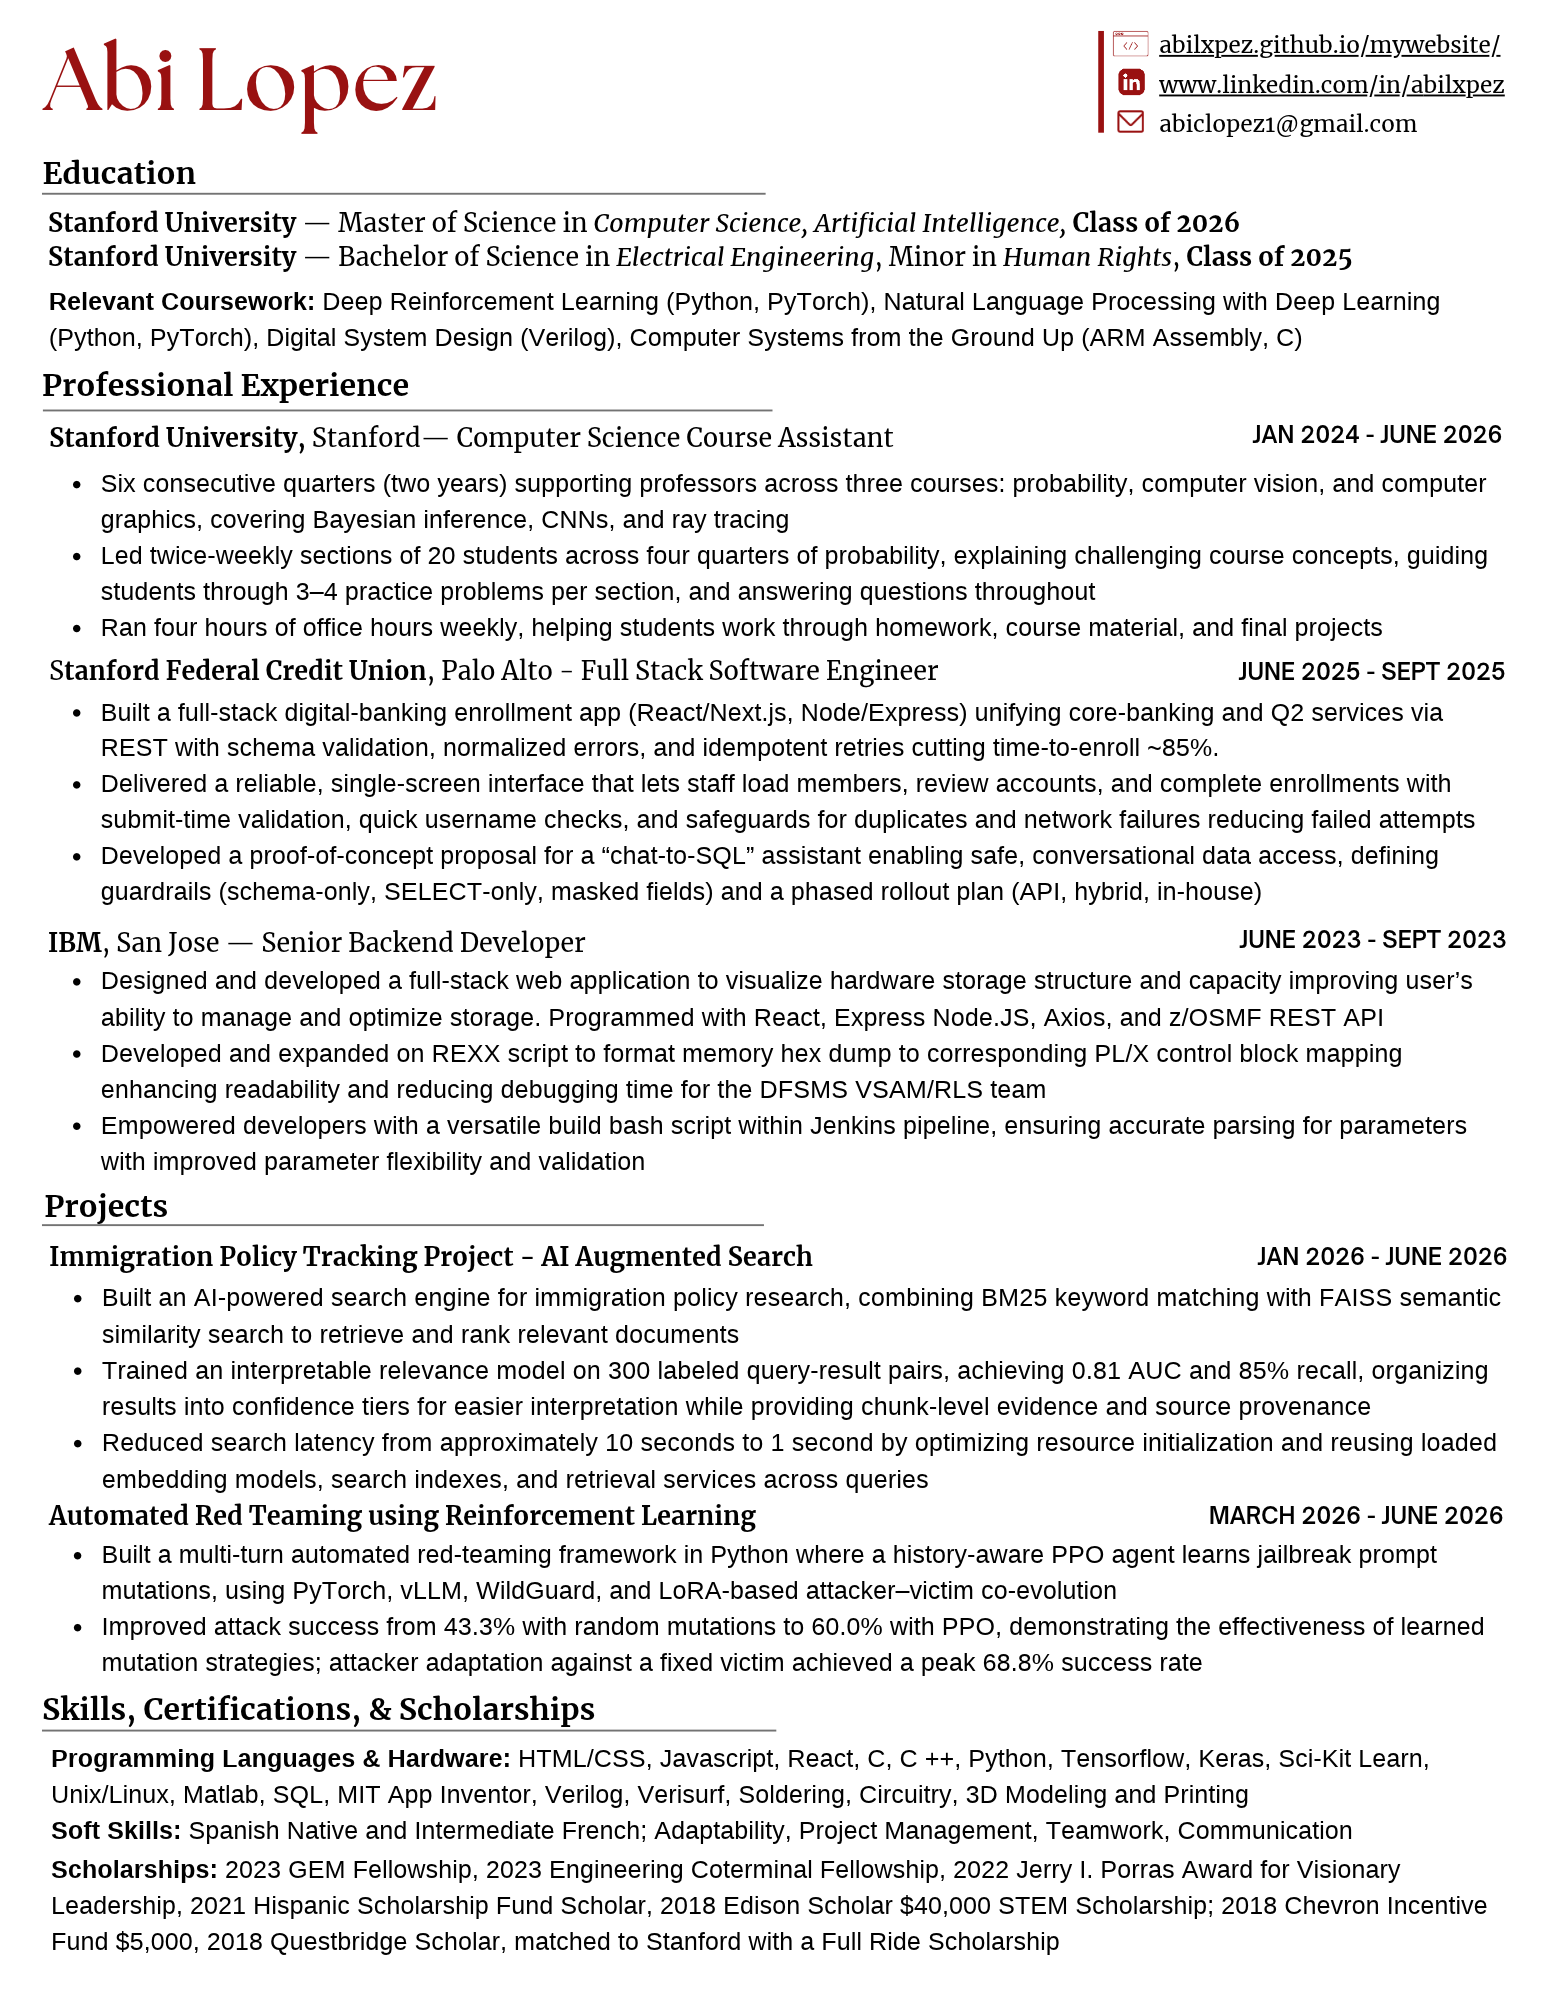 Abi Lopez
abilxpez.github.io/mywebsite/
www.linkedin.com/in/abilxpez
abiclopez1@gmail.com
Education
Stanford University — Master of Science in Computer Science, Artificial Intelligence, Class of 2026
Stanford University — Bachelor of Science in Electrical Engineering, Minor in Human Rights, Class of 2025
Relevant Coursework: Deep Reinforcement Learning (Python, PyTorch), Natural Language Processing with Deep Learning
(Python, PyTorch), Digital System Design (Verilog), Computer Systems from the Ground Up (ARM Assembly, C)
Professional Experience
Stanford University, Stanford— Computer Science Course Assistant JAN 2024 - JUNE 2026
• Six consecutive quarters (two years) supporting professors across three courses: probability, computer vision, and computer
graphics, covering Bayesian inference, CNNs, and ray tracing
• Led twice-weekly sections of 20 students across four quarters of probability, explaining challenging course concepts, guiding
students through 3–4 practice problems per section, and answering questions throughout
• Ran four hours of office hours weekly, helping students work through homework, course material, and final projects
Stanford Federal Credit Union, Palo Alto - Full Stack Software Engineer JUNE 2025 - SEPT 2025
• Built a full-stack digital-banking enrollment app (React/Next.js, Node/Express) unifying core-banking and Q2 services via
REST with schema validation, normalized errors, and idempotent retries cutting time-to-enroll ~85%.
• Delivered a reliable, single-screen interface that lets staff load members, review accounts, and complete enrollments with
submit-time validation, quick username checks, and safeguards for duplicates and network failures reducing failed attempts
• Developed a proof-of-concept proposal for a “chat-to-SQL” assistant enabling safe, conversational data access, defining
guardrails (schema-only, SELECT-only, masked fields) and a phased rollout plan (API, hybrid, in-house)
IBM, San Jose — Senior Backend Developer JUNE 2023 - SEPT 2023
• Designed and developed a full-stack web application to visualize hardware storage structure and capacity improving user’s
ability to manage and optimize storage. Programmed with React, Express Node.JS, Axios, and z/OSMF REST API
• Developed and expanded on REXX script to format memory hex dump to corresponding PL/X control block mapping
enhancing readability and reducing debugging time for the DFSMS VSAM/RLS team
• Empowered developers with a versatile build bash script within Jenkins pipeline, ensuring accurate parsing for parameters
with improved parameter flexibility and validation
Projects
Immigration Policy Tracking Project - AI Augmented Search JAN 2026 - JUNE 2026
• Built an AI-powered search engine for immigration policy research, combining BM25 keyword matching with FAISS semantic
similarity search to retrieve and rank relevant documents
• Trained an interpretable relevance model on 300 labeled query-result pairs, achieving 0.81 AUC and 85% recall, organizing
results into confidence tiers for easier interpretation while providing chunk-level evidence and source provenance
• Reduced search latency from approximately 10 seconds to 1 second by optimizing resource initialization and reusing loaded
embedding models, search indexes, and retrieval services across queries
Automated Red Teaming using Reinforcement Learning MARCH 2026 - JUNE 2026
• Built a multi-turn automated red-teaming framework in Python where a history-aware PPO agent learns jailbreak prompt
mutations, using PyTorch, vLLM, WildGuard, and LoRA-based attacker–victim co-evolution
• Improved attack success from 43.3% with random mutations to 60.0% with PPO, demonstrating the effectiveness of learned
mutation strategies; attacker adaptation against a fixed victim achieved a peak 68.8% success rate
Skills, Certifications, & Scholarships
Programming Languages & Hardware: HTML/CSS, Javascript, React, C, C ++, Python, Tensorflow, Keras, Sci-Kit Learn,
Unix/Linux, Matlab, SQL, MIT App Inventor, Verilog, Verisurf, Soldering, Circuitry, 3D Modeling and Printing
Soft Skills: Spanish Native and Intermediate French; Adaptability, Project Management, Teamwork, Communication
Scholarships: 2023 GEM Fellowship, 2023 Engineering Coterminal Fellowship, 2022 Jerry I. Porras Award for Visionary
Leadership, 2021 Hispanic Scholarship Fund Scholar, 2018 Edison Scholar $40,000 STEM Scholarship; 2018 Chevron Incentive
Fund $5,000, 2018 Questbridge Scholar, matched to Stanford with a Full Ride Scholarship